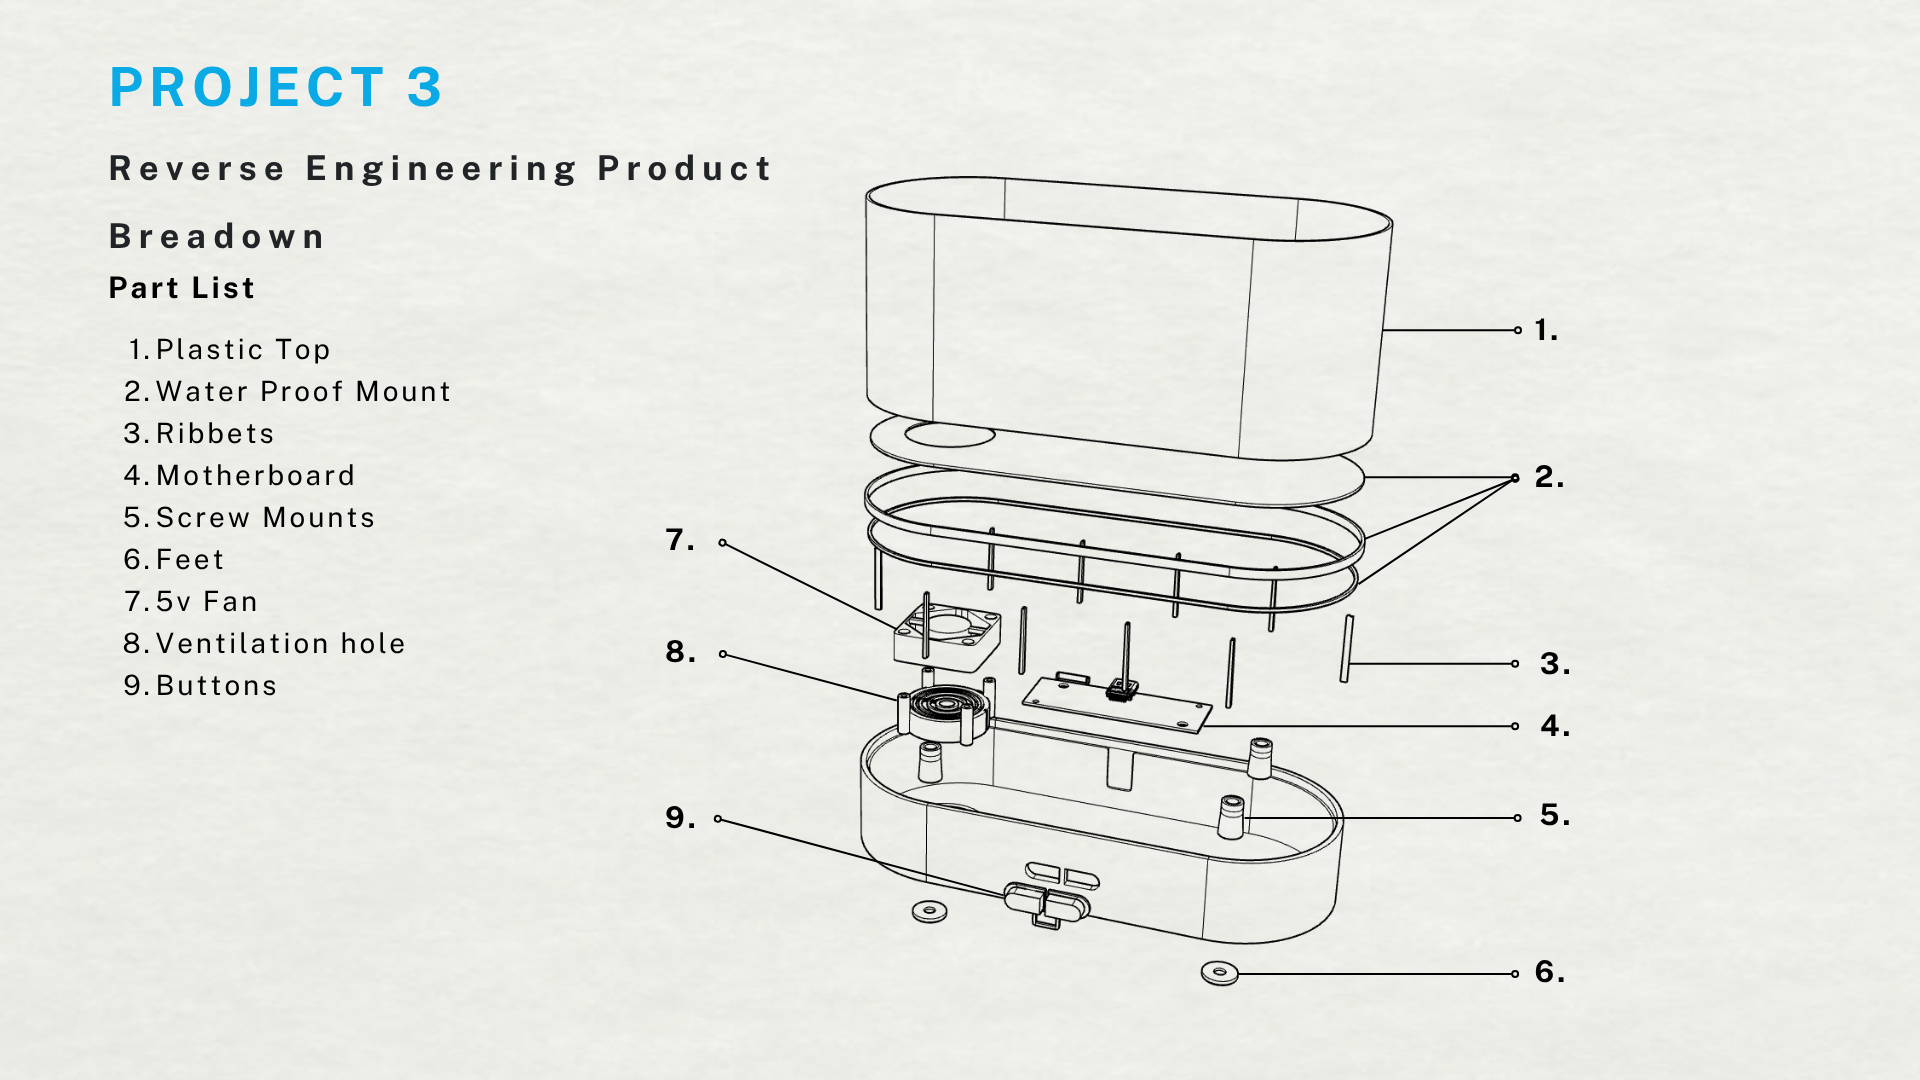 PROJECT 3
Reverse Engineering Product
Breadown
Part List
1. Plastic Top
2. Water Proof Mount
3. Ribbets
4. Motherboard
5. Screw Mounts
6. Feet
7. 5v Fan
8. Ventilation hole
9. Buttons
1.
2.
7.
8.
3.
4.
9.
5.
6.